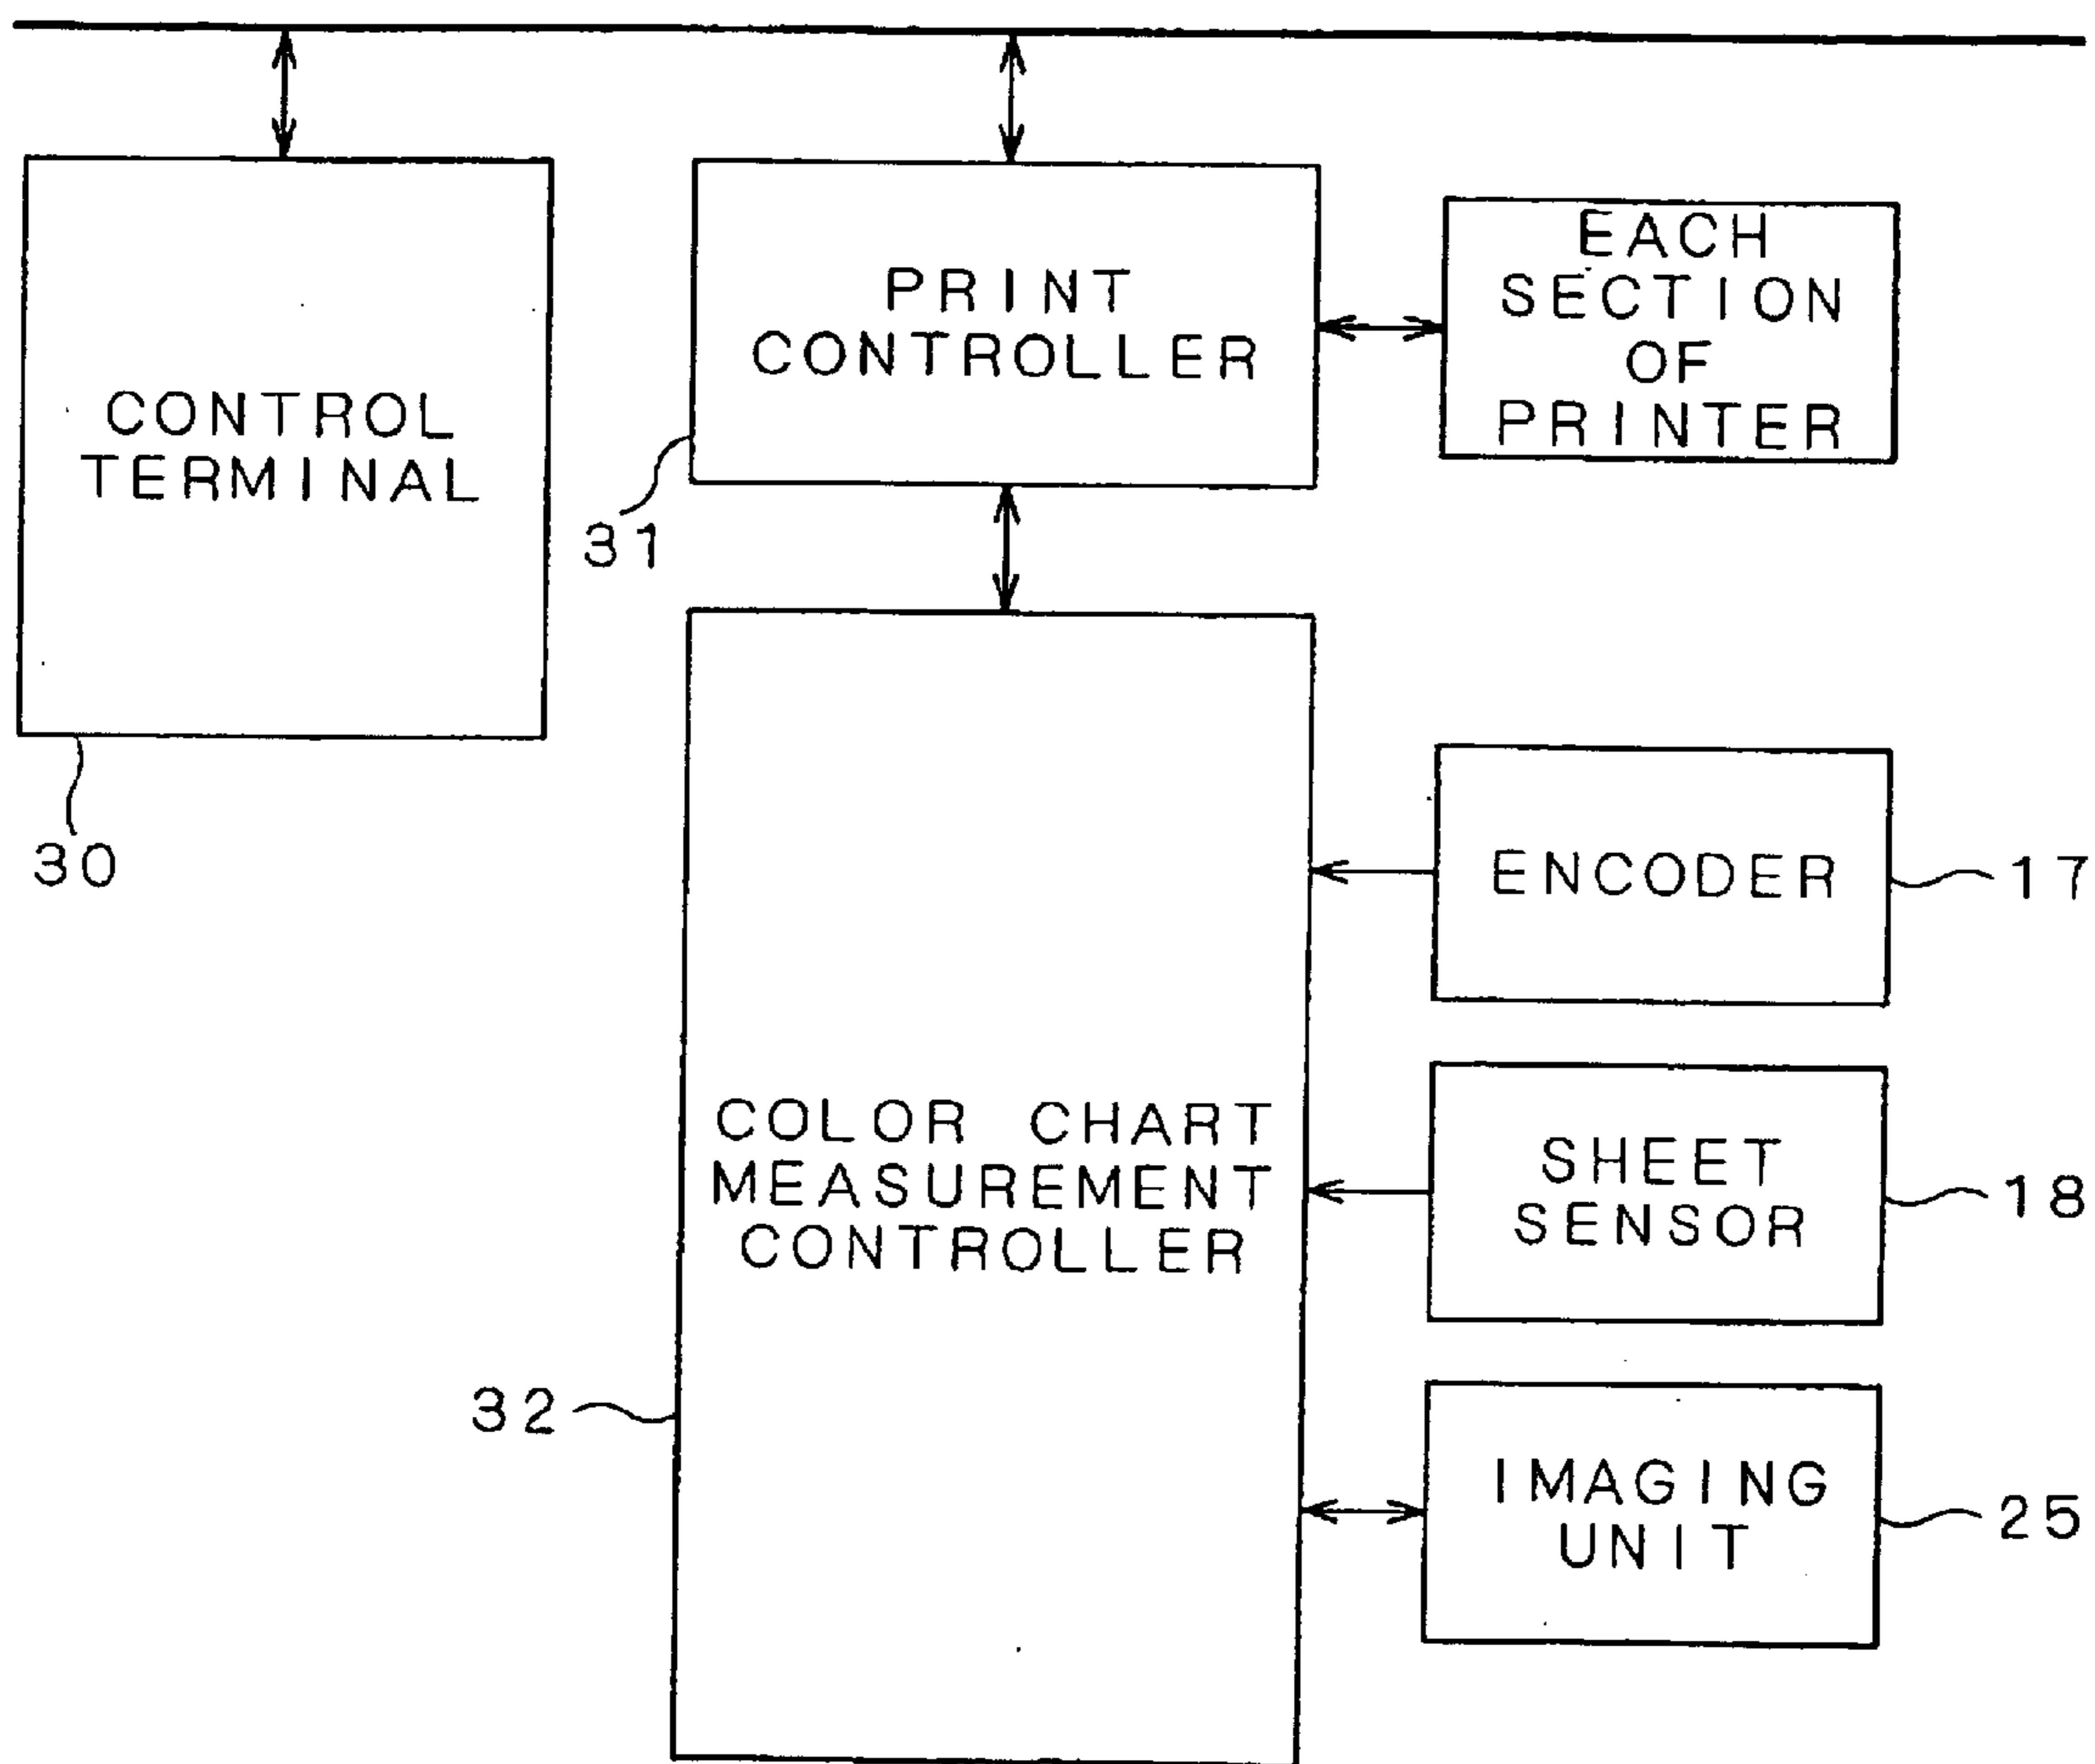 CONTROL
TERMINAL
30
PRINT
CONTROLLER
31
EACH
SECTION
OF
PRINTER
COLOR CHART
MEASUREMENT
CONTROLLER
32
ENCODER
17
SHEET
SENSOR
18
IMAGING
UNIT
25